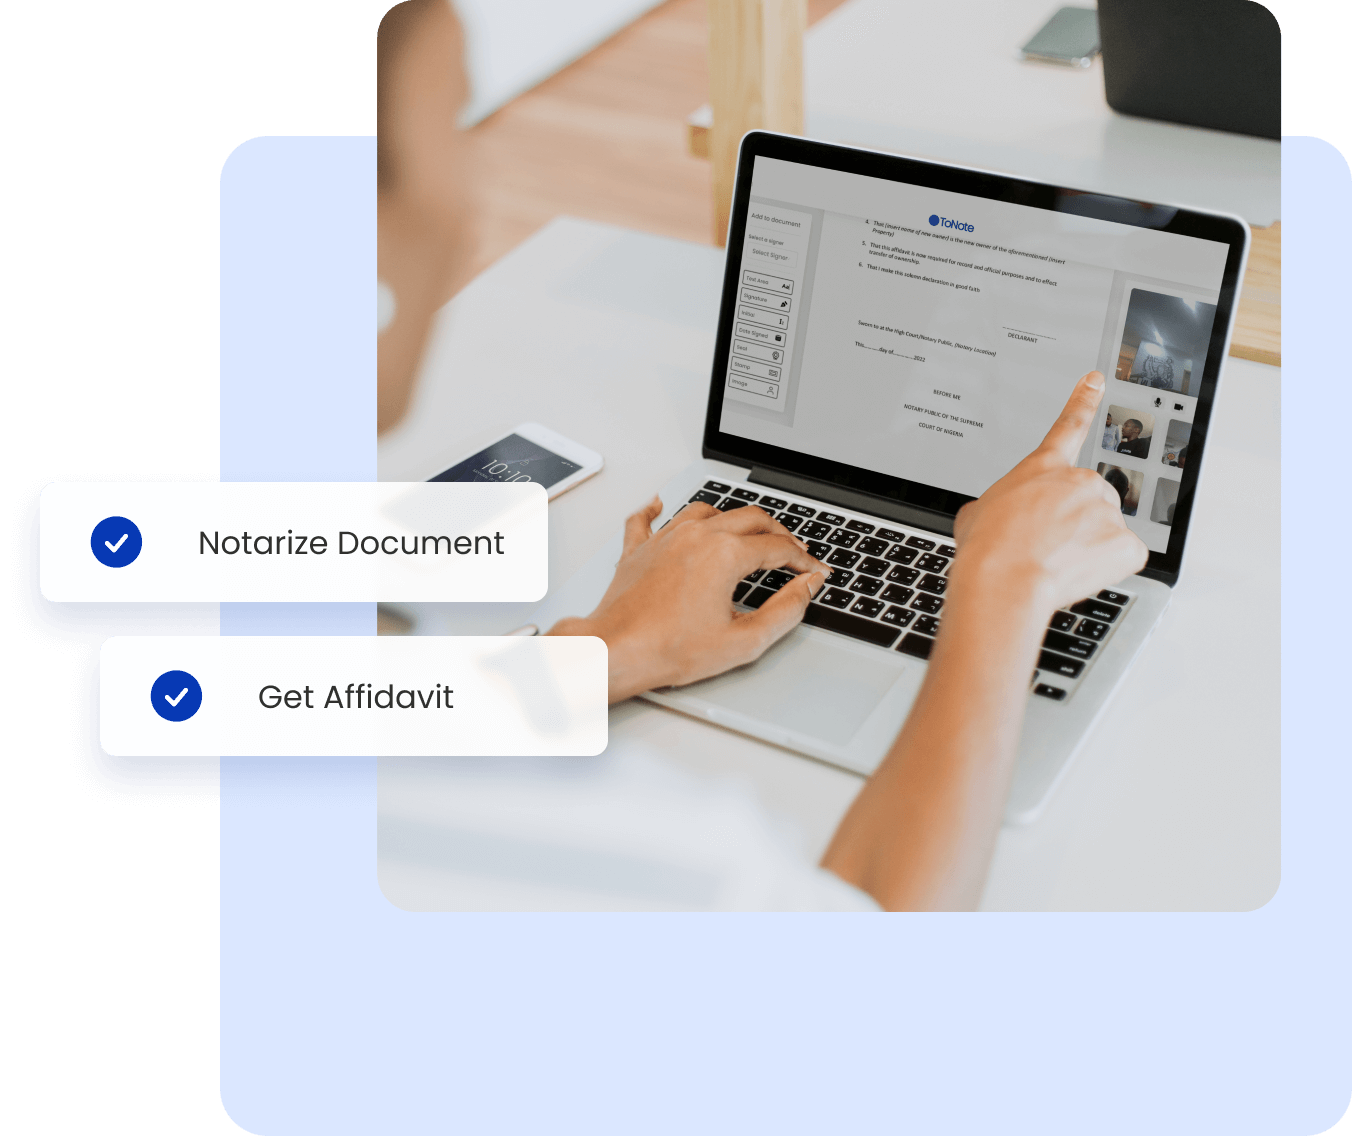 ToNote
Add to document
Select a signer
Select Signer
Text Area
Signature
Initial
Date Signed
Seal
Stamp
Image
4. That (insert name of new owner) is the new owner of the aforementioned (insert
Property)
5. That this affidavit is now required for record and official purposes and to effect
transfer of ownership.
6. That I make this solemn declaration in good faith
DECLARANT
Sworn to at the High Court/Notary Public, (Notary Location)
This........day of...........2022
BEFORE ME
NOTARY PUBLIC OF THE SUPREME
COURT OF NIGERIA
10:10
Notarize Document
Get Affidavit